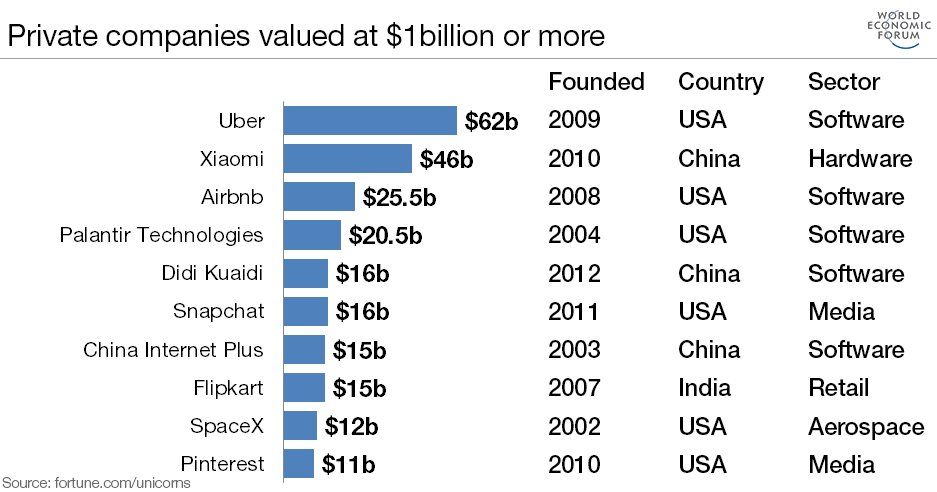 WORLD
ECONOMIC
FORUM
Private companies valued at $1billion or more
Founded Country Sector
Uber $62b 2009 USA Software
Xiaomi $46b 2010 China Hardware
Airbnb $25.5b 2008 USA Software
Palantir Technologies $20.5b 2004 USA Software
Didi Kuaidi $16b 2012 China Software
Snapchat $16b 2011 USA Media
China Internet Plus $15b 2003 China Software
Flipkart $15b 2007 India Retail
SpaceX $12b 2002 USA Aerospace
Pinterest $11b 2010 USA Media
Source: fortune.com/unicorns